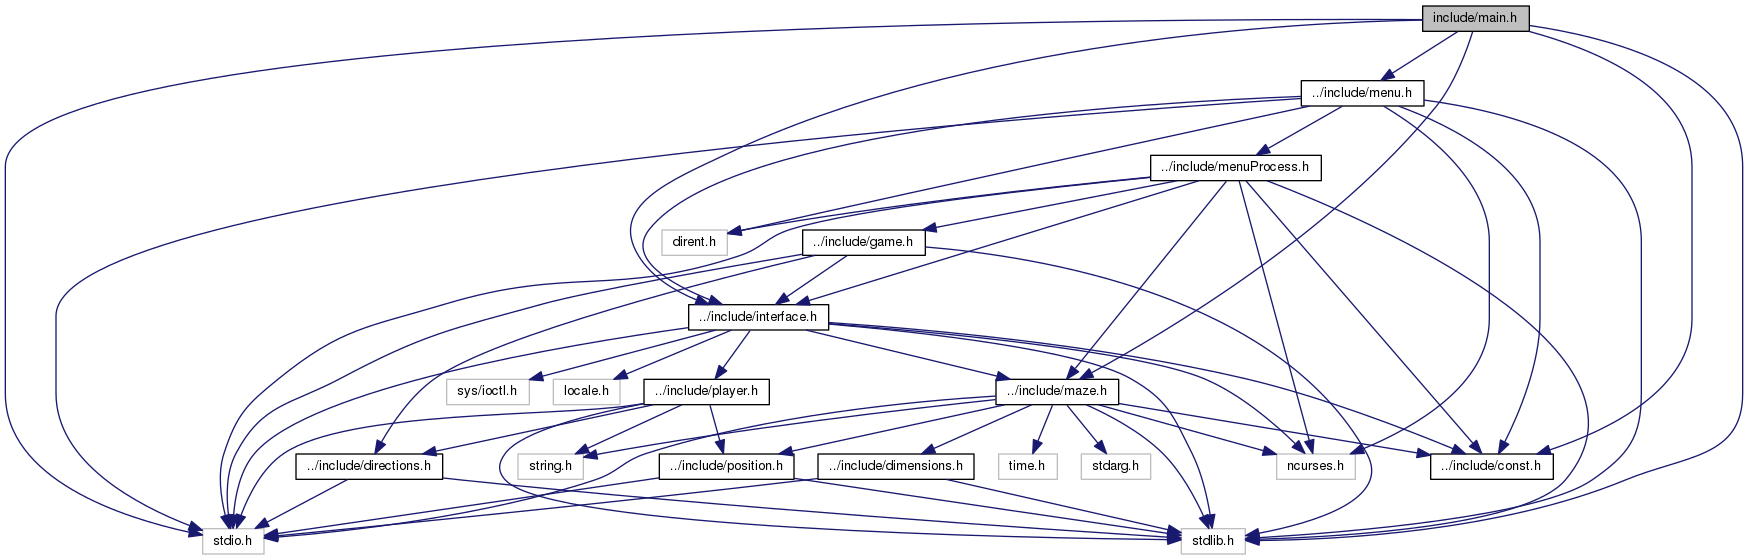 include/main.h
../include/menu.h
../include/menuProcess.h
dirent.h
../include/game.h
../include/interface.h
sys/ioctl.h
locale.h
../include/player.h
../include/maze.h
../include/directions.h
string.h
../include/position.h
../include/dimensions.h
time.h
stdarg.h
ncurses.h
../include/const.h
stdio.h
stdlib.h